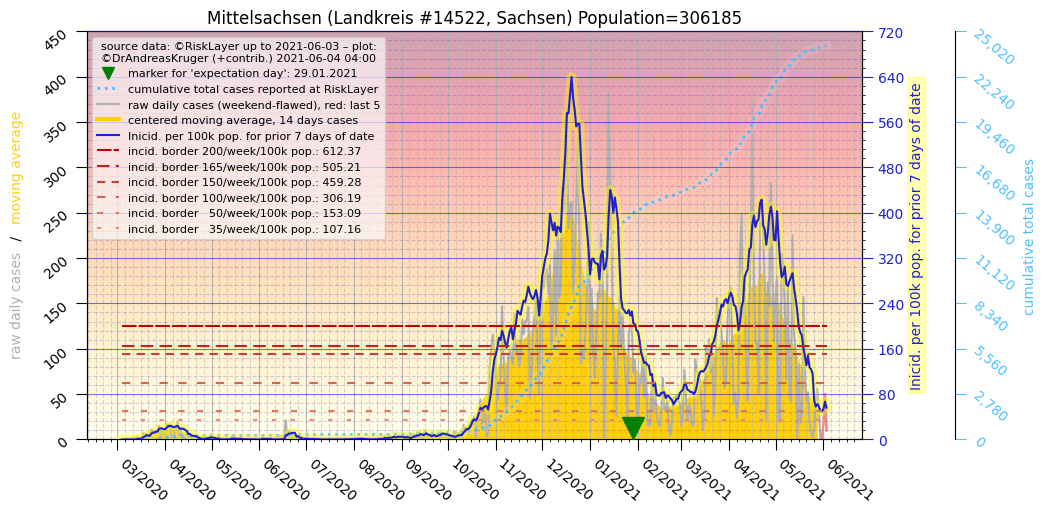 Mittelsachsen (Landkreis #14522, Sachsen) Population=306185
source data: ©RiskLayer up to 2021-06-03 – plot:
©DrAndreasKruger (+contrib.) 2021-06-04 04:00
marker for 'expectation day': 29.01.2021
cumulative total cases reported at RiskLayer
raw daily cases (weekend-flawed), red: last 5
centered moving average, 14 days cases
Inicid. per 100k pop. for prior 7 days of date
incid. border 200/week/100k pop.: 612.37
incid. border 165/week/100k pop.: 505.21
incid. border 150/week/100k pop.: 459.28
incid. border 100/week/100k pop.: 306.19
incid. border   50/week/100k pop.: 153.09
incid. border   35/week/100k pop.: 107.16
raw daily cases / moving average
450
400
350
300
250
200
150
100
50
0
03/2020
04/2020
05/2020
06/2020
07/2020
08/2020
09/2020
10/2020
11/2020
12/2020
01/2021
02/2021
03/2021
04/2021
05/2021
06/2021
720
640
560
480
400
320
240
160
80
0
Inicid. per 100k pop. for prior 7 days of date
25,020
22,240
19,460
16,680
13,900
11,120
8,340
5,560
2,780
0
cumulative total cases